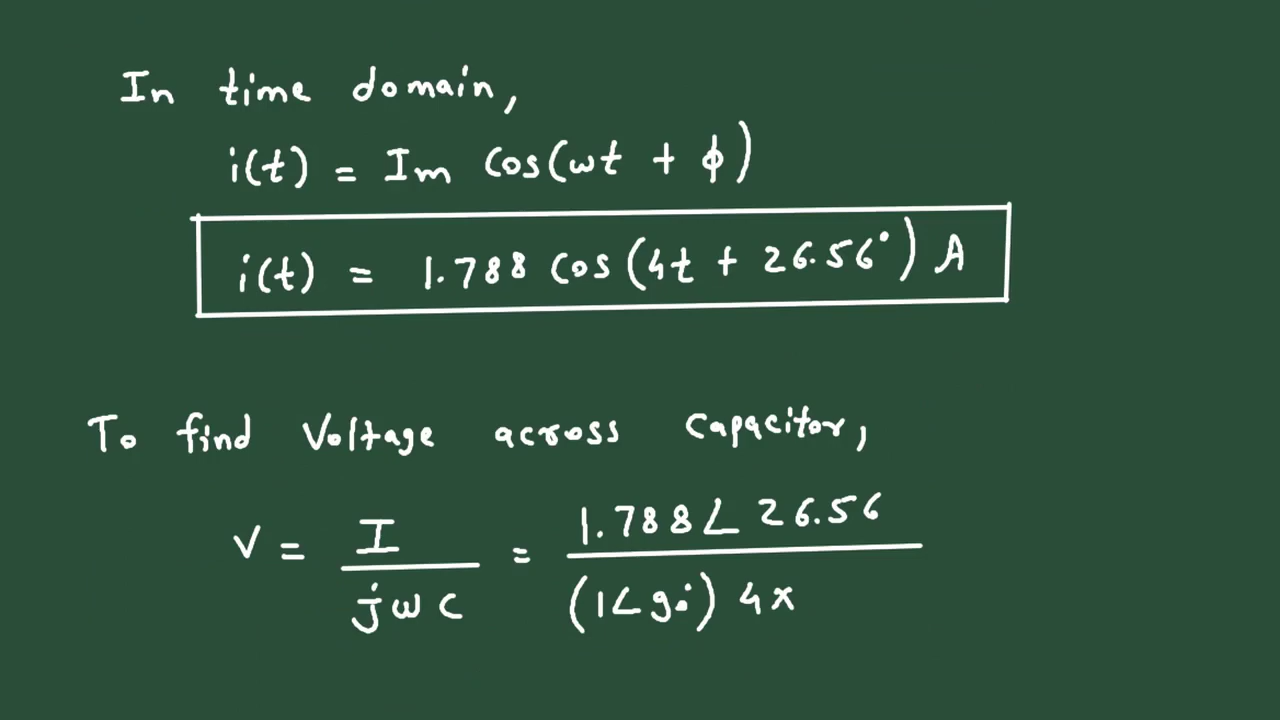 In time domain,
i(t) = Im Cos(ωt + ϕ)
i(t) = 1.788 Cos(4t + 26.56°) A
To find Voltage across Capacitor,
V = I / jωC = 1.788∠26.56 / (1∠90°) 4×